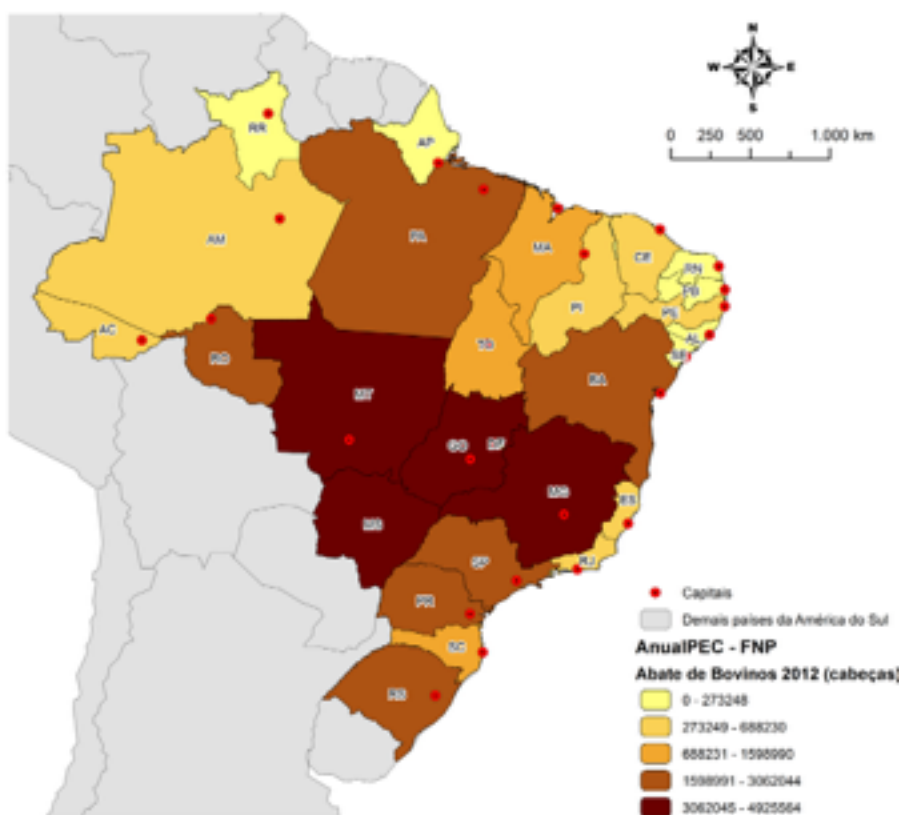 N
W E
S
0 250 500 1.000 km
RR
AP
AM
PA
MA
CE
RN
PB
PI
PE
AC
AL
SE
TO
RO
BA
MT
GO DF
MG
ES
MS
SP
RJ
PR
SC
RS
Capitais
Demais países da América do Sul
AnualPEC - FNP
Abate de Bovinos 2012 (cabeças)
0 - 273248
273249 - 688230
688231 - 1598990
1598991 - 3062044
3062045 - 4925564